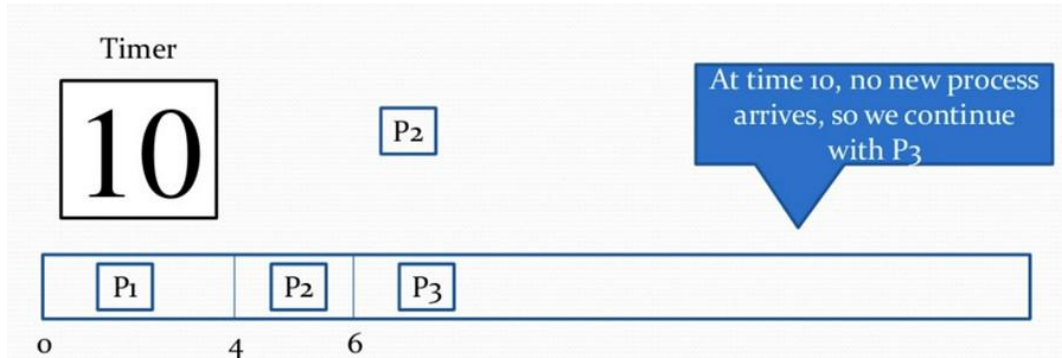 Timer
10
P2
At time 10, no new process
arrives, so we continue
with P3
P1
P2
P3
0
4
6